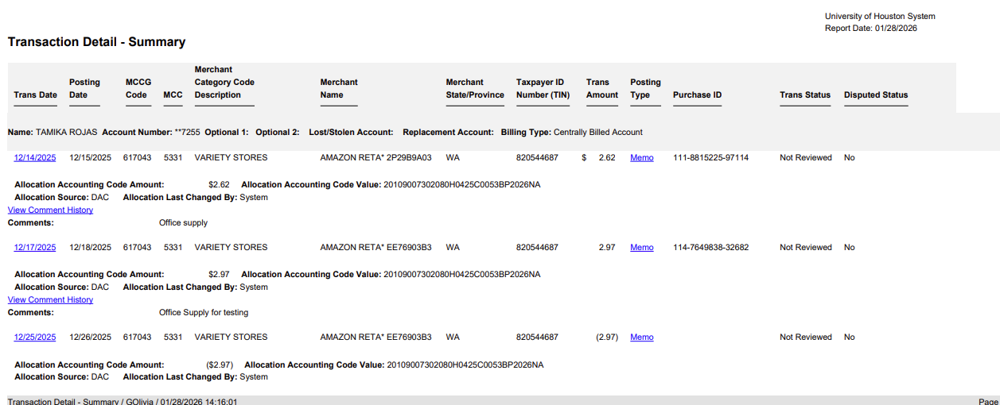 University of Houston System
Report Date: 01/28/2026
Transaction Detail - Summary
Trans Date Posting Date MCCG Code MCC Merchant Category Code Description Merchant Name Merchant State/Province Taxpayer ID Number (TIN) Trans Amount Posting Type Purchase ID Trans Status Disputed Status
Name: TAMIKA ROJAS Account Number: **7255 Optional 1: Optional 2: Lost/Stolen Account: Replacement Account: Billing Type: Centrally Billed Account
12/14/2025 12/15/2025 617043 5331 VARIETY STORES AMAZON RETA* 2P29B9A03 WA 820544687 $ 2.62 Memo 111-8815225-97114 Not Reviewed No
Allocation Accounting Code Amount: $2.62 Allocation Accounting Code Value: 20109007302080H0425C0053BP2026NA
Allocation Source: DAC Allocation Last Changed By: System
View Comment History
Comments: Office supply
12/17/2025 12/18/2025 617043 5331 VARIETY STORES AMAZON RETA* EE76903B3 WA 820544687 2.97 Memo 114-7649838-32682 Not Reviewed No
Allocation Accounting Code Amount: $2.97 Allocation Accounting Code Value: 20109007302080H0425C0053BP2026NA
Allocation Source: DAC Allocation Last Changed By: System
View Comment History
Comments: Office Supply for testing
12/25/2025 12/26/2025 617043 5331 VARIETY STORES AMAZON RETA* EE76903B3 WA 820544687 (2.97) Memo Not Reviewed No
Allocation Accounting Code Amount: ($2.97) Allocation Accounting Code Value: 20109007302080H0425C0053BP2026NA
Allocation Source: DAC Allocation Last Changed By: System
Transaction Detail - Summary / GOlivia / 01/28/2026 14:16:01 Page